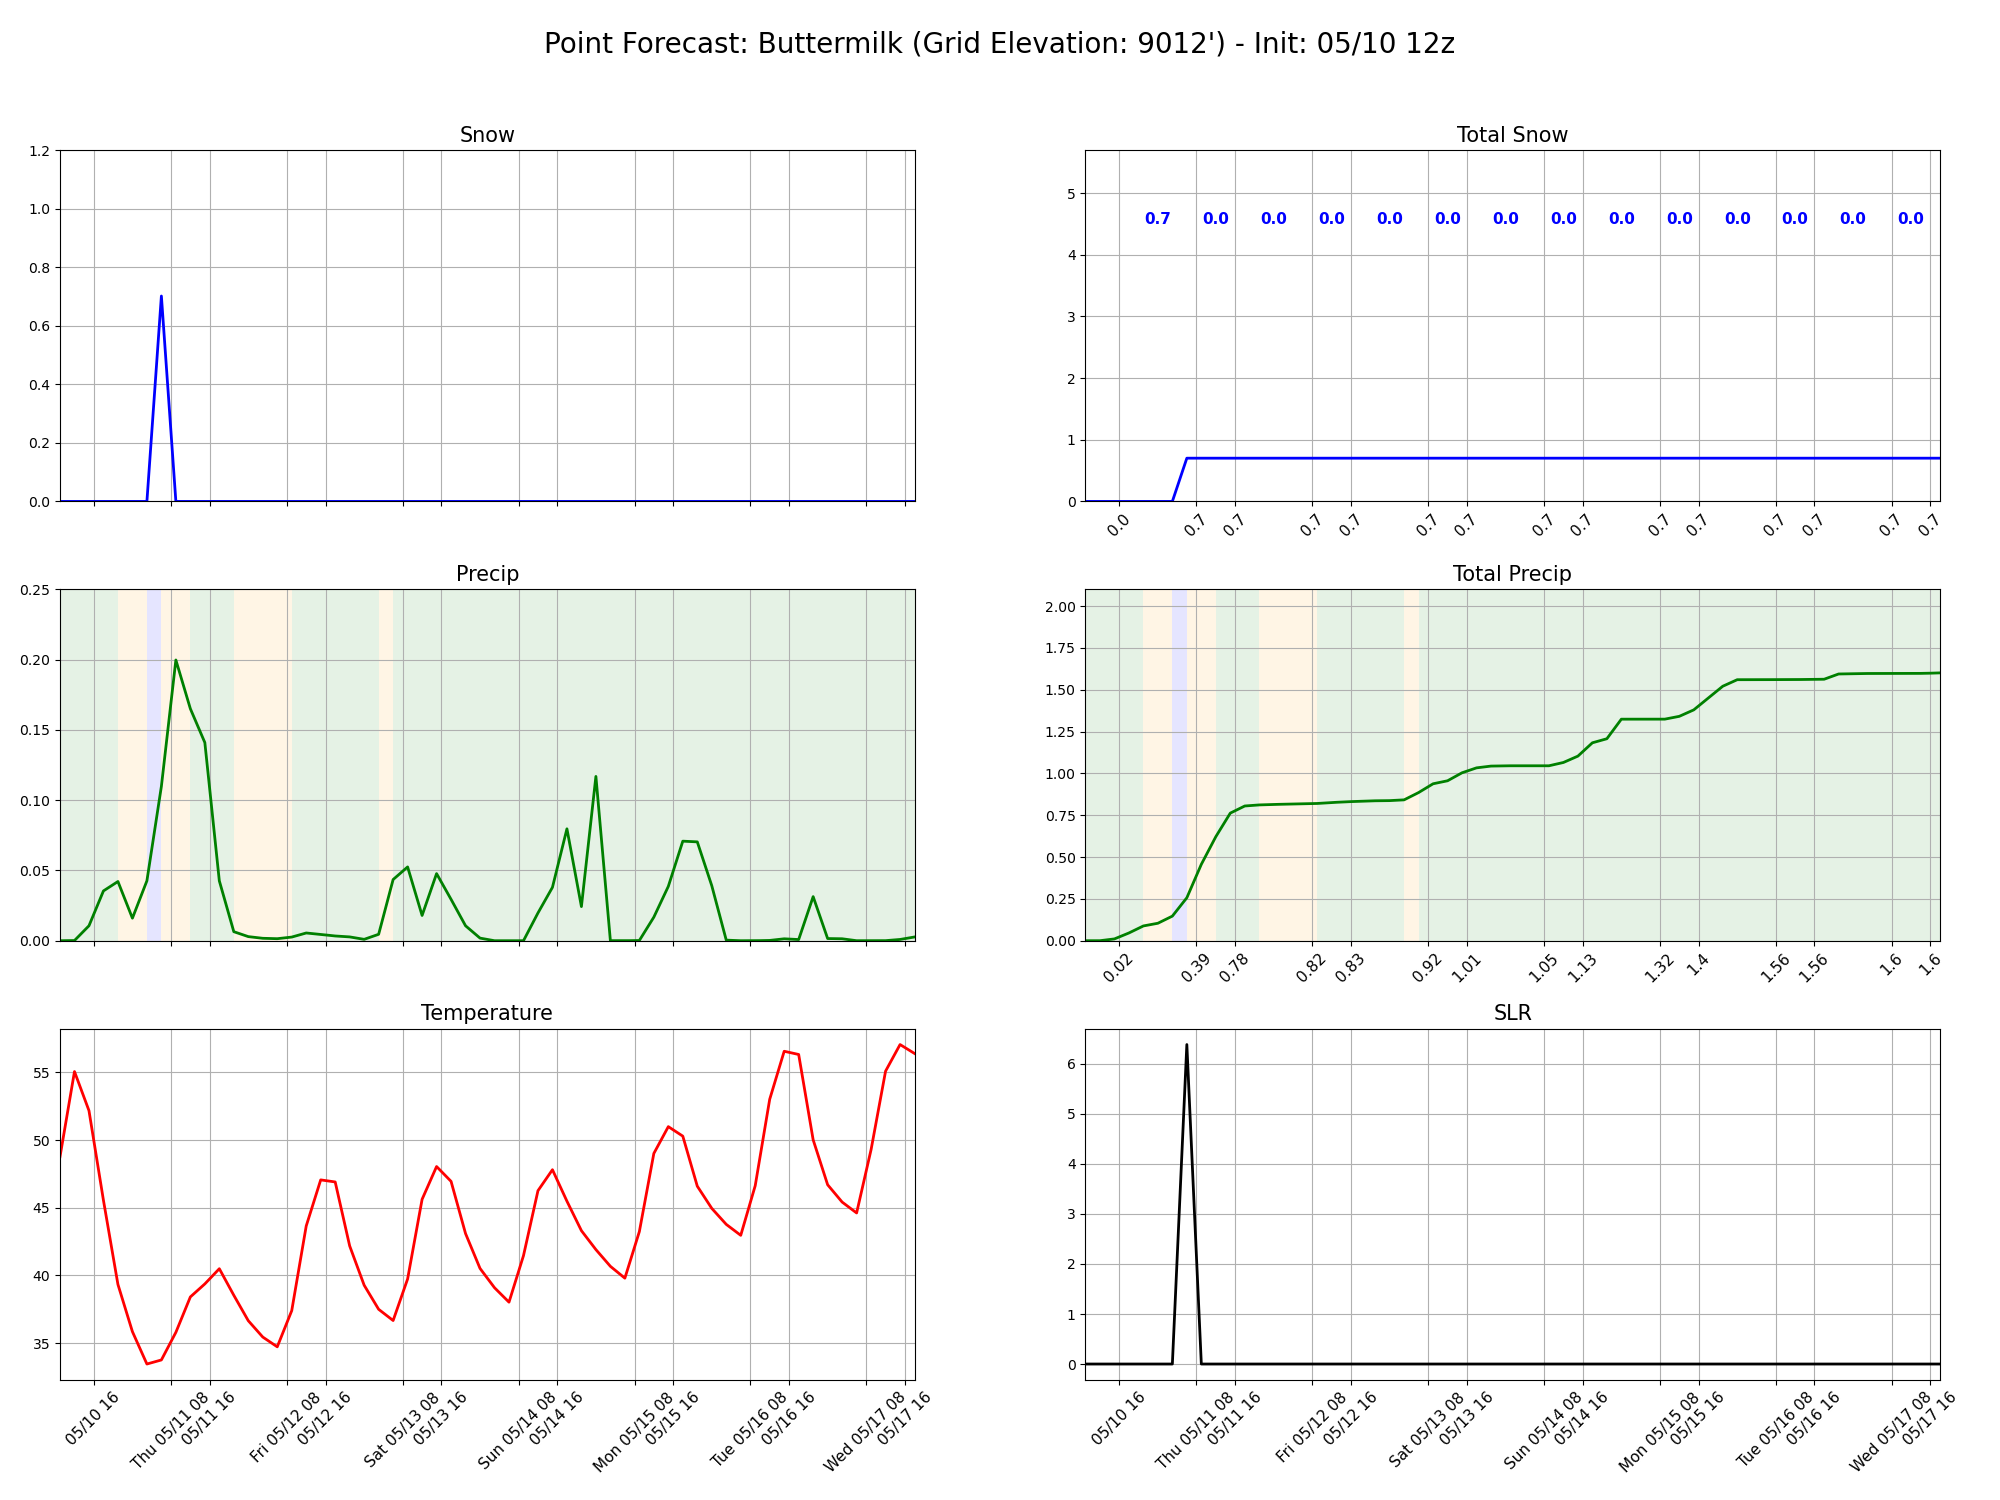 Point Forecast: Buttermilk (Grid Elevation: 9012') - Init: 05/10 12z
Snow
1.2
1.0
0.8
0.6
0.4
0.2
0.0
Total Snow
5
4
3
2
1
0
0.7 0.0 0.0 0.0 0.0 0.0 0.0 0.0 0.0 0.0 0.0 0.0 0.0 0.0
0.0 0.7 0.7 0.7 0.7 0.7 0.7 0.7 0.7 0.7 0.7 0.7 0.7 0.7 0.7
Precip
0.25
0.20
0.15
0.10
0.05
0.00
Total Precip
2.00
1.75
1.50
1.25
1.00
0.75
0.50
0.25
0.00
0.02 0.39 0.78 0.82 0.83 0.92 1.01 1.05 1.13 1.32 1.4 1.56 1.56 1.6 1.6
Temperature
55
50
45
40
35
05/10 16
Thu 05/11 08
05/11 16
Fri 05/12 08
05/12 16
Sat 05/13 08
05/13 16
Sun 05/14 08
05/14 16
Mon 05/15 08
05/15 16
Tue 05/16 08
05/16 16
Wed 05/17 08
05/17 16
SLR
6
5
4
3
2
1
0
05/10 16
Thu 05/11 08
05/11 16
Fri 05/12 08
05/12 16
Sat 05/13 08
05/13 16
Sun 05/14 08
05/14 16
Mon 05/15 08
05/15 16
Tue 05/16 08
05/16 16
Wed 05/17 08
05/17 16